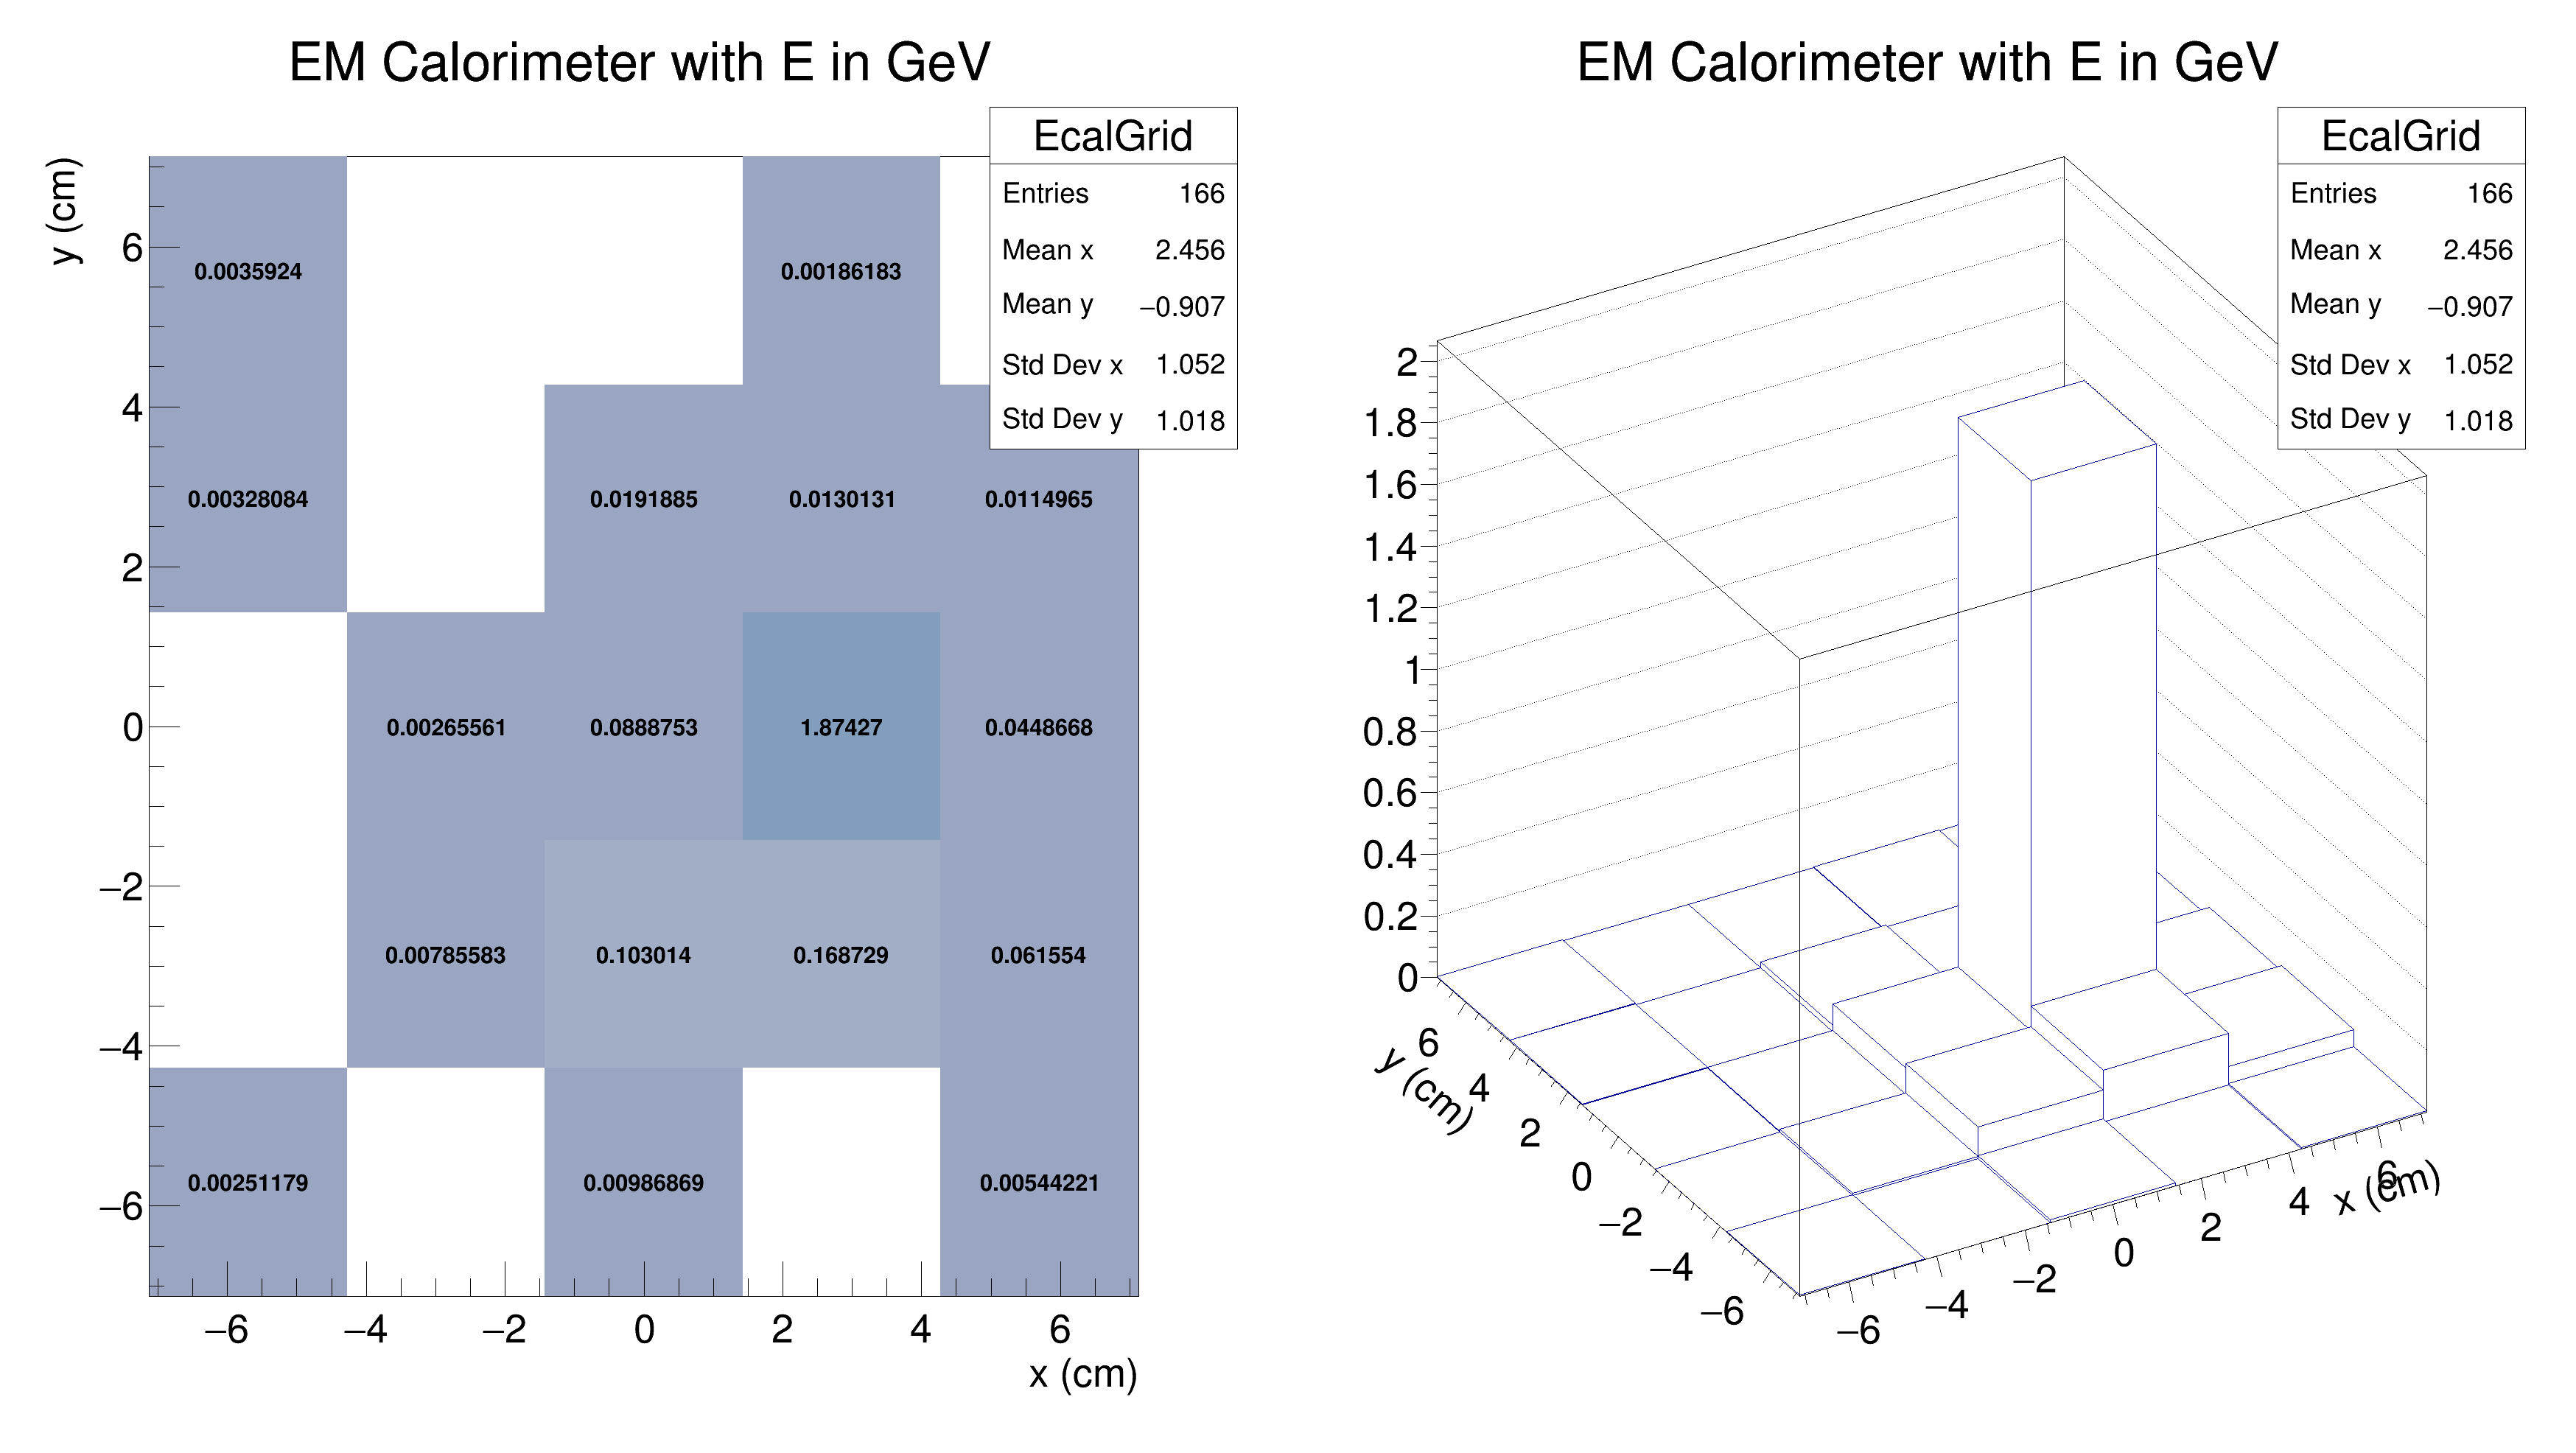 EM Calorimeter with E in GeV
EcalGrid
Entries 166
Mean x 2.456
Mean y −0.907
Std Dev x 1.052
Std Dev y 1.018
y (cm)
6
4
2
0
−2
−4
−6
0.0035924 0.00186183
0.00328084 0.0191885 0.0130131 0.0114965
0.00265561 0.0888753 1.87427 0.0448668
0.00785583 0.103014 0.168729 0.061554
0.00251179 0.00986869 0.00544221
−6 −4 −2 0 2 4 6
x (cm)
EM Calorimeter with E in GeV
EcalGrid
Entries 166
Mean x 2.456
Mean y −0.907
Std Dev x 1.052
Std Dev y 1.018
2
1.8
1.6
1.4
1.2
1
0.8
0.6
0.4
0.2
0
y (cm)
6
4
2
0
−2
−4
−6
−6 −4 −2 0 2 4 6
x (cm)